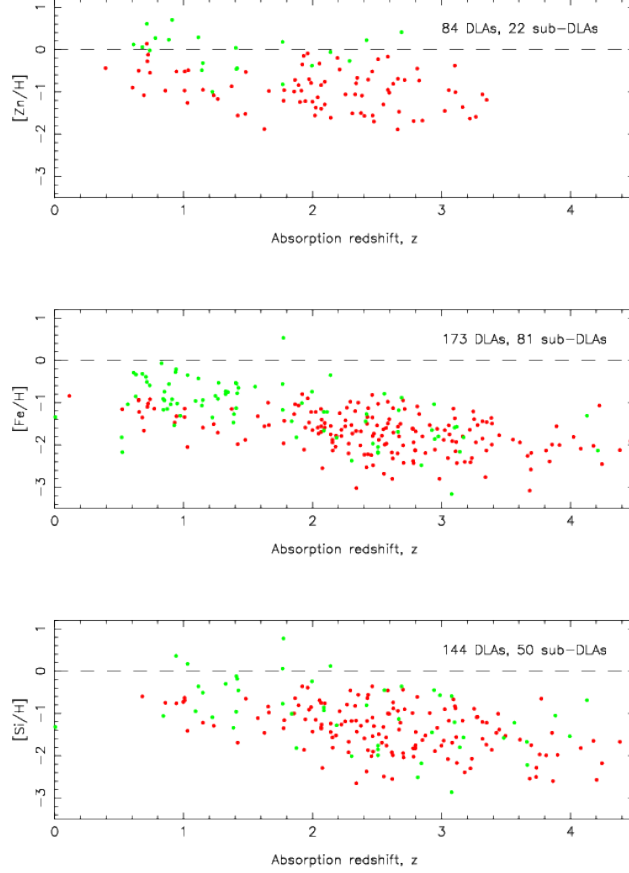 84 DLAs, 22 sub-DLAs
[Zn/H]
0
-1
-2
-3
0 1 2 3 4
Absorption redshift, z
173 DLAs, 81 sub-DLAs
[Fe/H]
1
0
-1
-2
-3
0 1 2 3 4
Absorption redshift, z
144 DLAs, 50 sub-DLAs
[Si/H]
1
0
-1
-2
-3
0 1 2 3 4
Absorption redshift, z